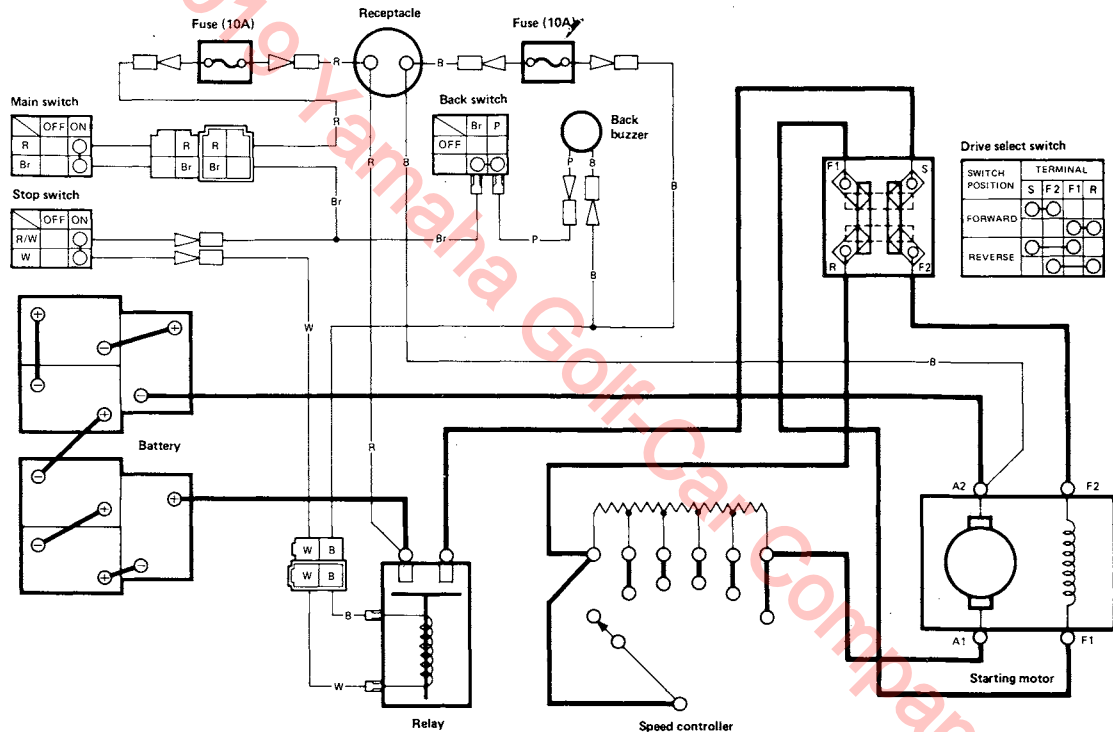 Fuse (10A)
Receptacle
Fuse (10A)
R
B
Main switch
OFF ON
R
Br
R R
Br Br
R
Br
Back switch
Br P
OFF
Back
buzzer
P B
R
B
B
Stop switch
OFF ON
R/W
W
Br
P
B
F1 S
R F2
Drive select switch
SWITCH
POSITION
TERMINAL
S F2 F1 R
FORWARD
REVERSE
W
B
Battery
R
W B
W B
B
W
A2 F2
A1 F1
Relay
Speed controller
Starting motor
2019 Yamaha Golf-Car Company